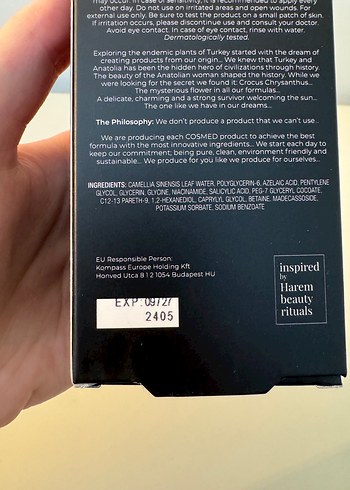 may occur. In case of sensitivity, it is recommended to apply every
other day. Do not use on irritated areas and open wounds. For
external use only. Be sure to test the product on a small patch of skin.
If irritation occurs, please discontinue use and consult your doctor.
Avoid eye contact. In case of eye contact, rinse with water.
Dermatologically tested.
Exploring the endemic plants of Turkey started with the dream of
creating products from our origin... We knew that Turkey and
Anatolia has been the hidden hero of civilizations through history.
The beauty of the Anatolian woman shaped the history. While we
were looking for the secret we found it: Crocus Chrysanthus...
The mysterious flower in all our formulas...
A delicate, charming and a strong survivor welcoming the sun...
The one like we have in our dreams...
The Philosophy: We don't produce a product that we can't use..
We are producing each COSMED product to achieve the best
formula with the most innovative ingredients... We start each day to
keep our commitment; being pure, clean, environment friendly and
sustainable... We produce for you like we produce for ourselves...
INGREDIENTS: CAMELLIA SINENSIS LEAF WATER, POLYGLYCERIN-6, AZELAIC ACID, PENTYLENE
GLYCOL, GLYCERIN, GLYCINE, NIACINAMIDE, SALICYLIC ACID, PEG-7 GLYCERYL COCOATE,
C12-13 PARETH-9, 1,2-HEXANEDIOL, CAPRYLYL GLYCOL, BETAINE, MADECASSOSIDE,
POTASSIUM SORBATE, SODIUM BENZOATE
EU Responsible Person:
Kompass Europe Holding Kft
Honved Utca 8 1 2 1054 Budapest HU
EXP:09/27
2405
inspired
by
Harem
beauty
rituals